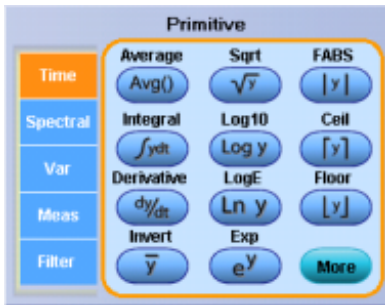 Primitive
Time
Spectral
Var
Meas
Filter
Average Sqrt FABS
Avg() √y |y|
Integral Log10 Ceil
∫ydt Log y ⌈y⌉
Derivative LogE Floor
dy/dt Ln y ⌊y⌋
Invert Exp
y̅ e^y More